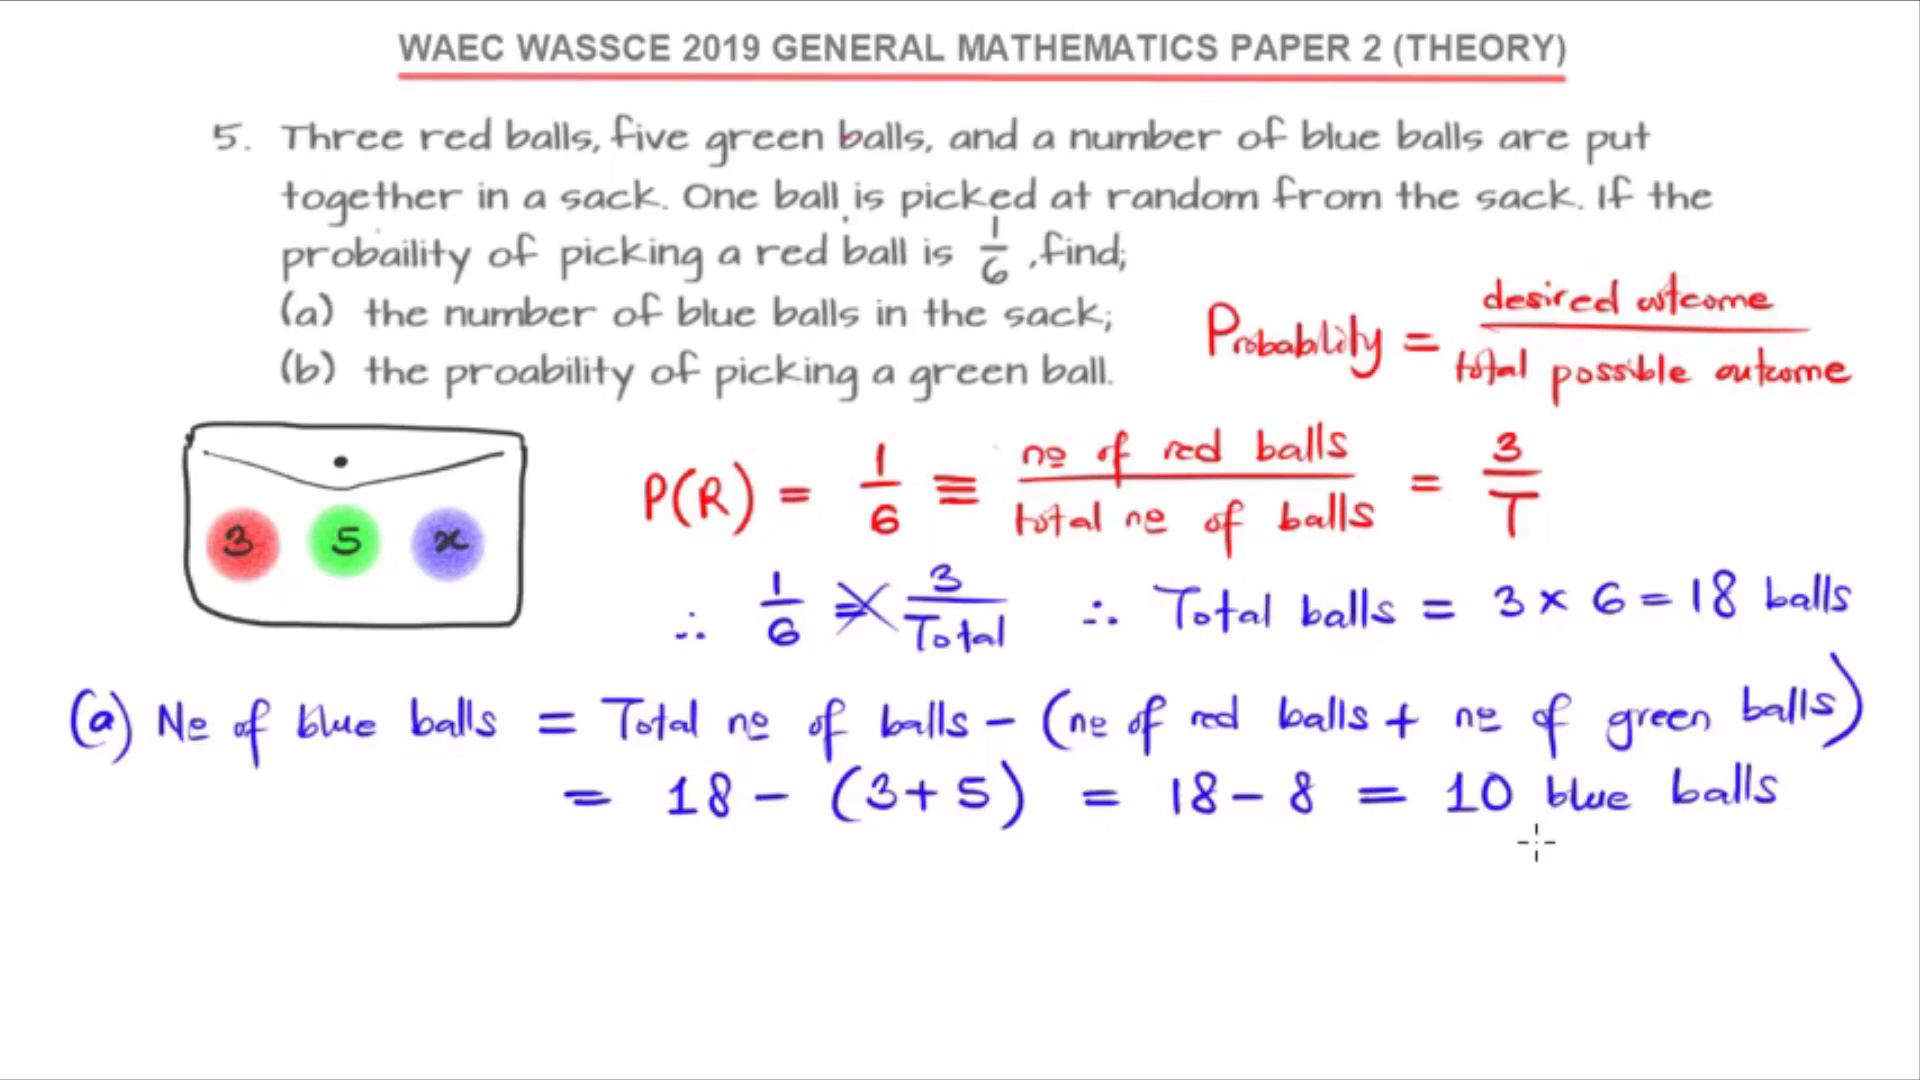 WAEC WASSCE 2019 GENERAL MATHEMATICS PAPER 2 (THEORY)
5. Three red balls, five green balls, and a number of blue balls are put
together in a sack. One ball is picked at random from the sack. If the
probaility of picking a red ball is 1/6 ,find;
(a) the number of blue balls in the sack;
(b) the proability of picking a green ball.
Probability = desired outcome / total possible outcome
3 5 x
P(R) = 1/6 ≡ no of red balls / total no of balls = 3/T
∴ 1/6 = 3/Total ∴ Total balls = 3 × 6 = 18 balls
(a) No of blue balls = Total no of balls - (no of red balls + no of green balls)
= 18 - (3+5) = 18 - 8 = 10 blue balls